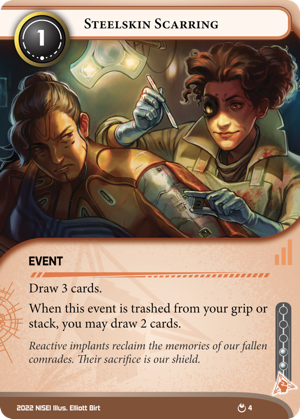 STEELSKIN SCARRING
1
EVENT
Draw 3 cards.
When this event is trashed from your grip or
stack, you may draw 2 cards.
Reactive implants reclaim the memories of our fallen
comrades. Their sacrifice is our shield.
2022 NISEI Illus. Elliott Birt
4